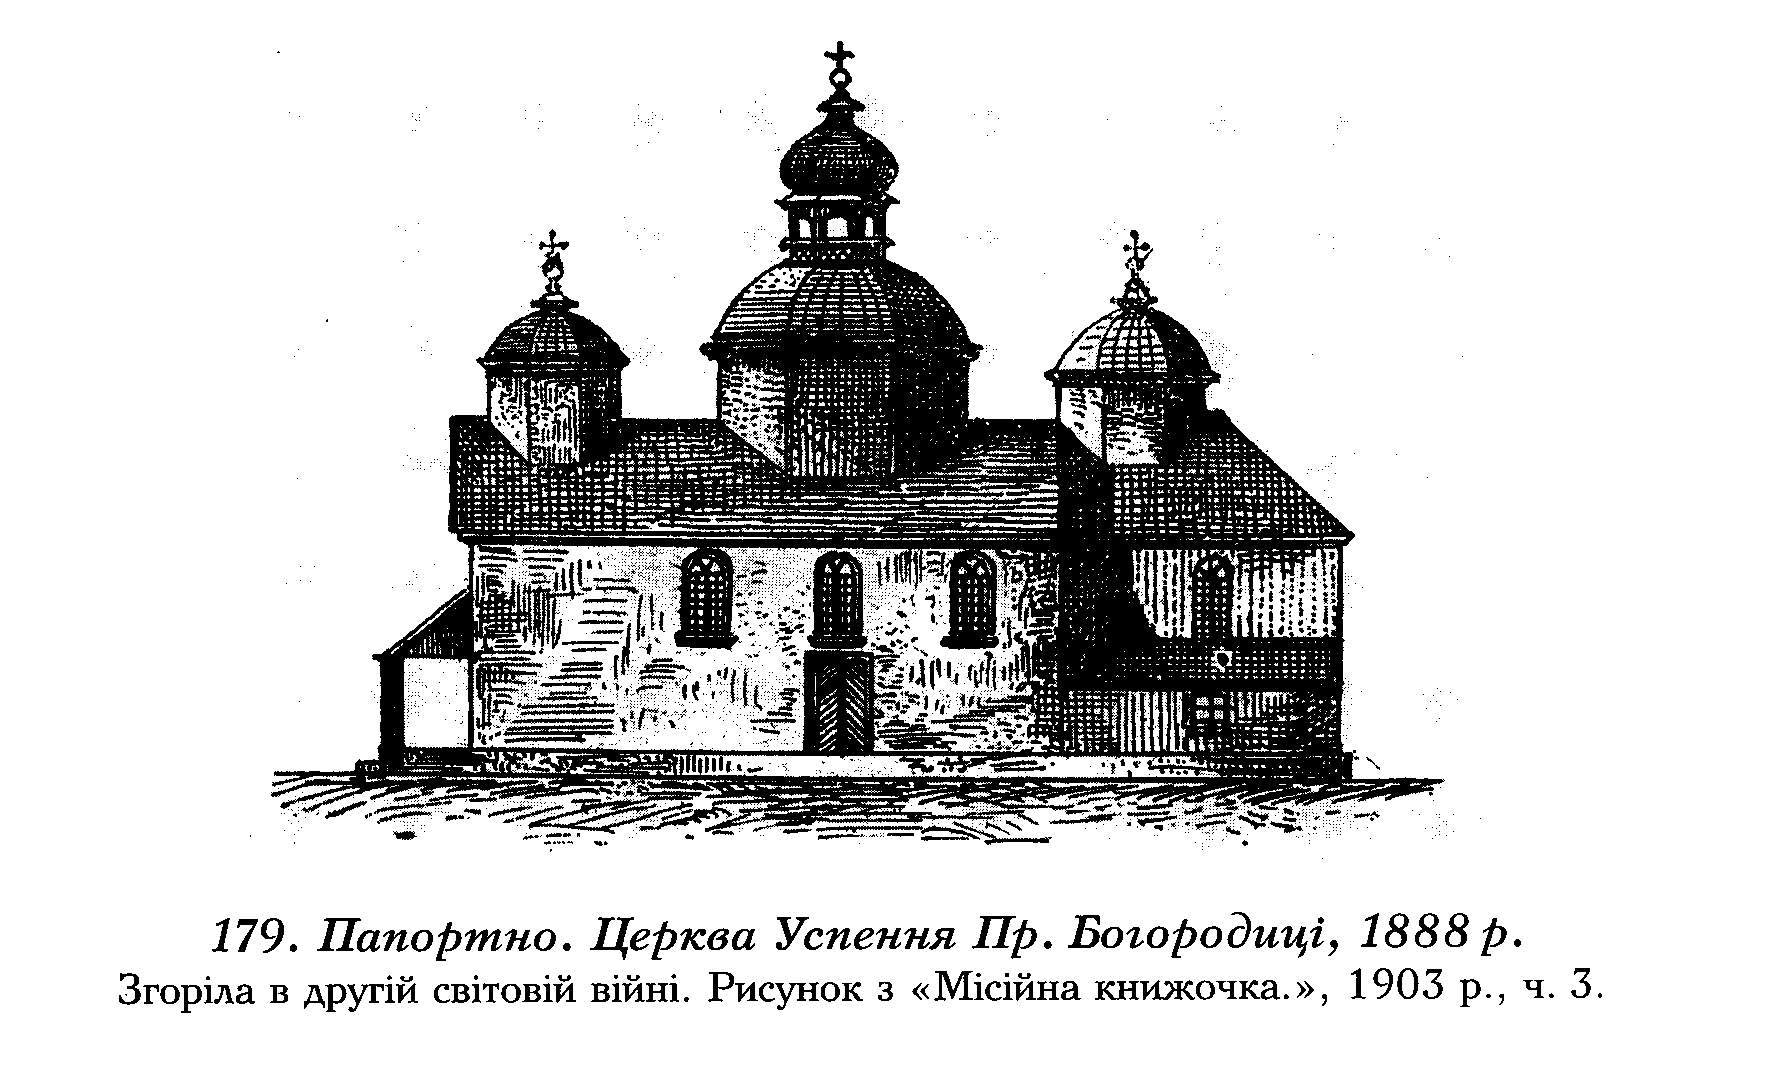 179. Папортно. Церква Успення Пр. Богородиці, 1888 р.
Згоріла в другій світовій війні. Рисунок з «Місійна книжочка.», 1903 р., ч. 3.